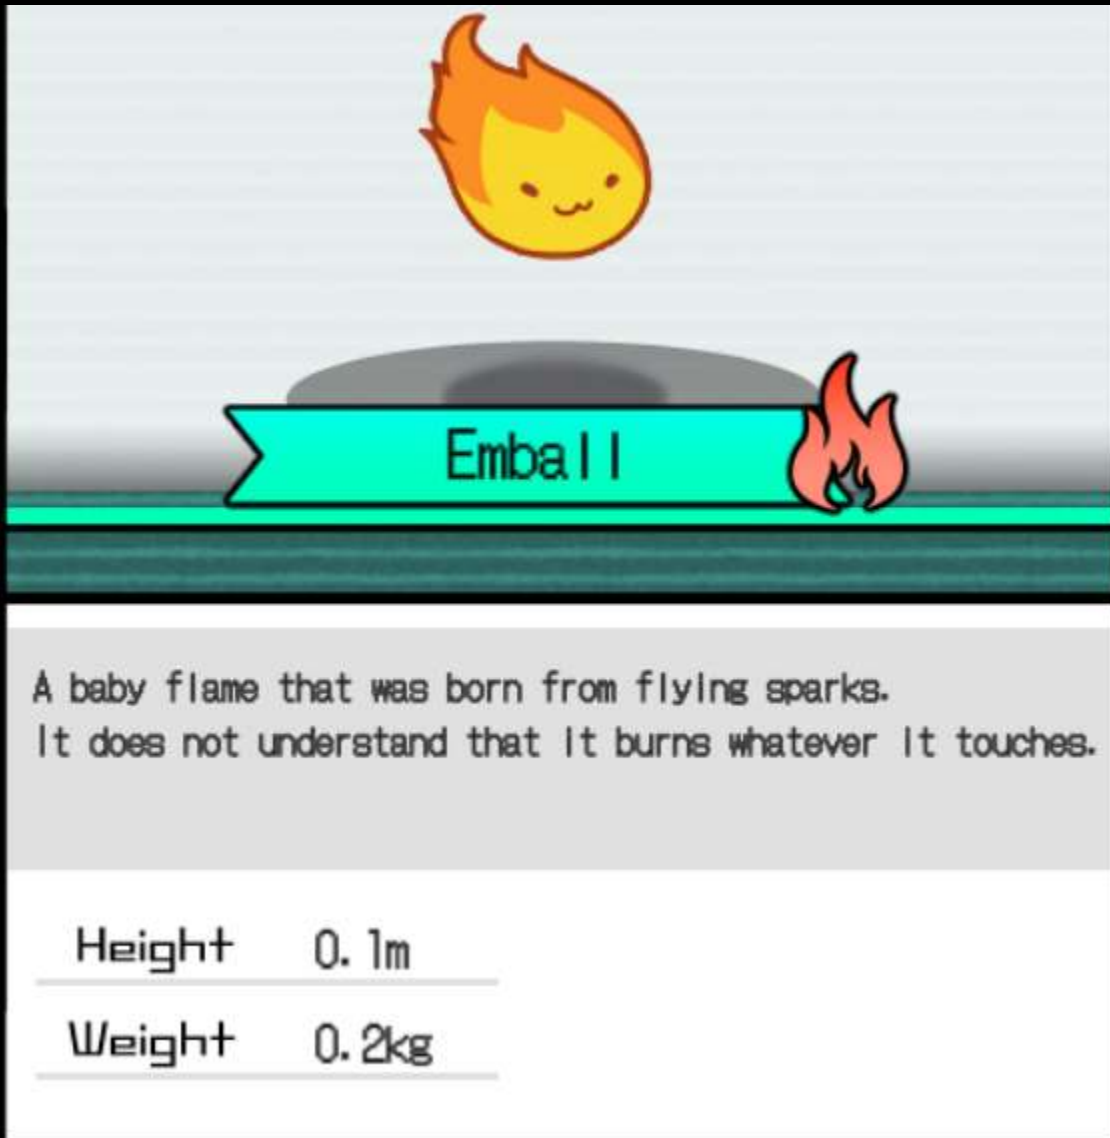 Emball
A baby flame that was born from flying sparks.
It does not understand that it burns whatever it touches.
Height 0.1m
Weight 0.2kg